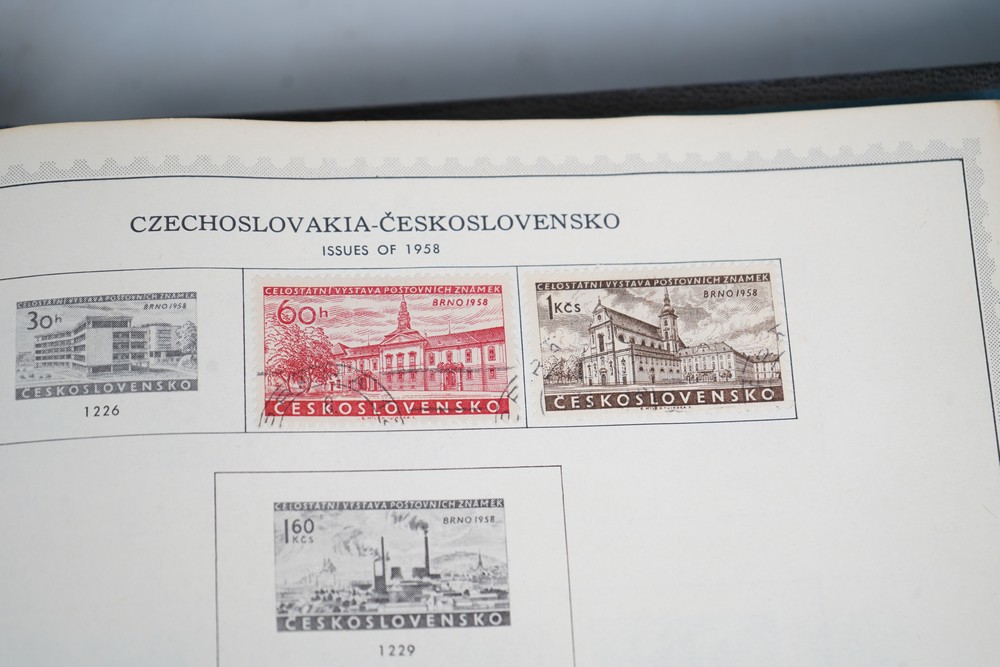 CZECHOSLOVAKIA-ČESKOSLOVENSKO
ISSUES OF 1958
CELOSTÁTNÍ VÝSTAVA POŠTOVNÍCH ZNÁMEK
30h
BRNO 1958
ČESKOSLOVENSKO
1226
CELOSTÁTNÍ VÝSTAVA POŠTOVNÍCH ZNÁMEK
60h
BRNO 1958
ČESKOSLOVENSKO
CELOSTÁTNÍ VÝSTAVA POŠTOVNÍCH ZNÁMEK
1 KČS
BRNO 1958
ČESKOSLOVENSKO
CELOSTÁTNÍ VÝSTAVA POŠTOVNÍCH ZNÁMEK
1 60 KČS
BRNO 1958
ČESKOSLOVENSKO
1229